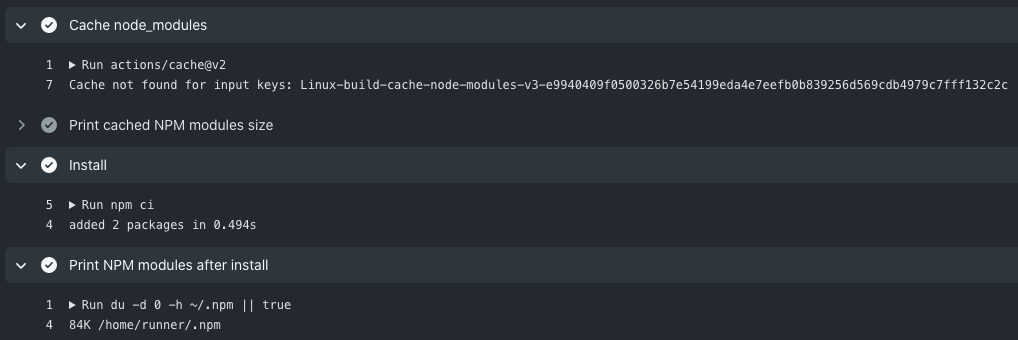 Cache node_modules
1 ▶ Run actions/cache@v2
7 Cache not found for input keys: Linux-build-cache-node-modules-v3-e9940409f0500326b7e54199eda4e7eefb0b839256d569cdb4979c7fff132c2c
Print cached NPM modules size
Install
5 ▶ Run npm ci
4 added 2 packages in 0.494s
Print NPM modules after install
1 ▶ Run du -d 0 -h ~/.npm || true
4 84K /home/runner/.npm